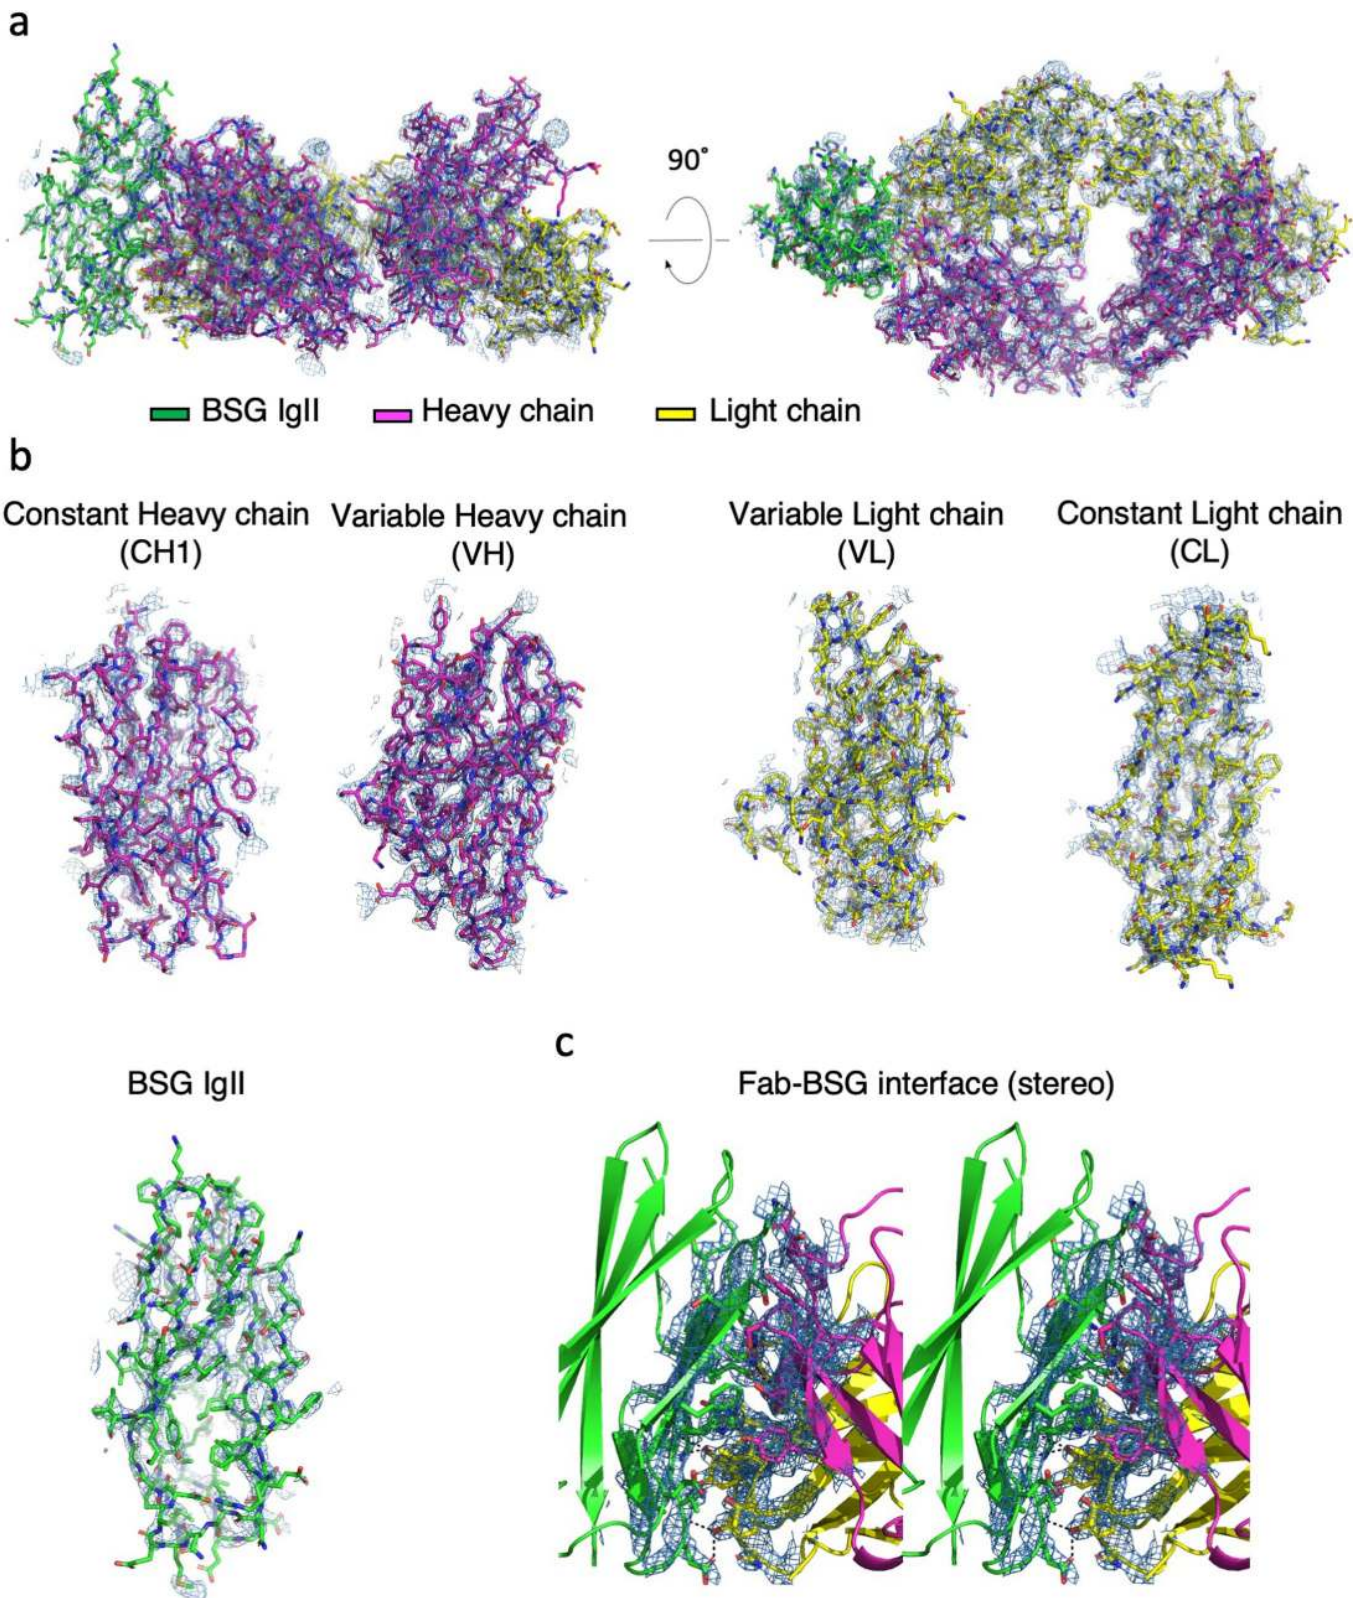 a
90˚
BSG IgII
Heavy chain
Light chain
b
Constant Heavy chain
(CH1)
Variable Heavy chain
(VH)
Variable Light chain
(VL)
Constant Light chain
(CL)
BSG IgII
c
Fab-BSG interface (stereo)